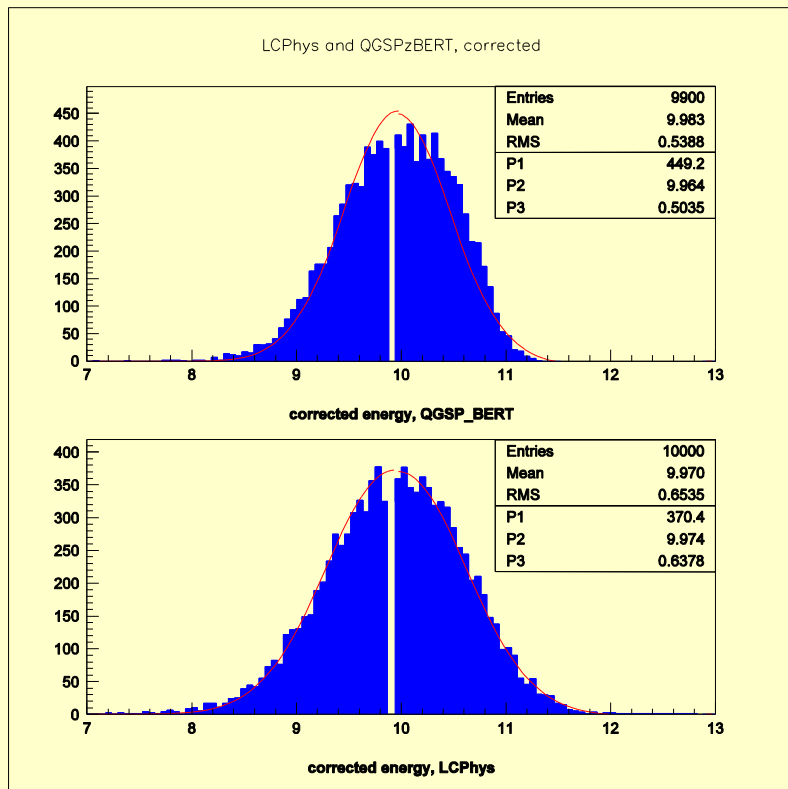 LCPhys and QGSPzBERT, corrected
Entries 9900
Mean 9.983
RMS 0.5388
P1 449.2
P2 9.964
P3 0.5035
450
400
350
300
250
200
150
100
50
0
7 8 9 10 11 12 13
corrected energy, QGSP_BERT
Entries 10000
Mean 9.970
RMS 0.6535
P1 370.4
P2 9.974
P3 0.6378
400
350
300
250
200
150
100
50
0
7 8 9 10 11 12 13
corrected energy, LCPhys